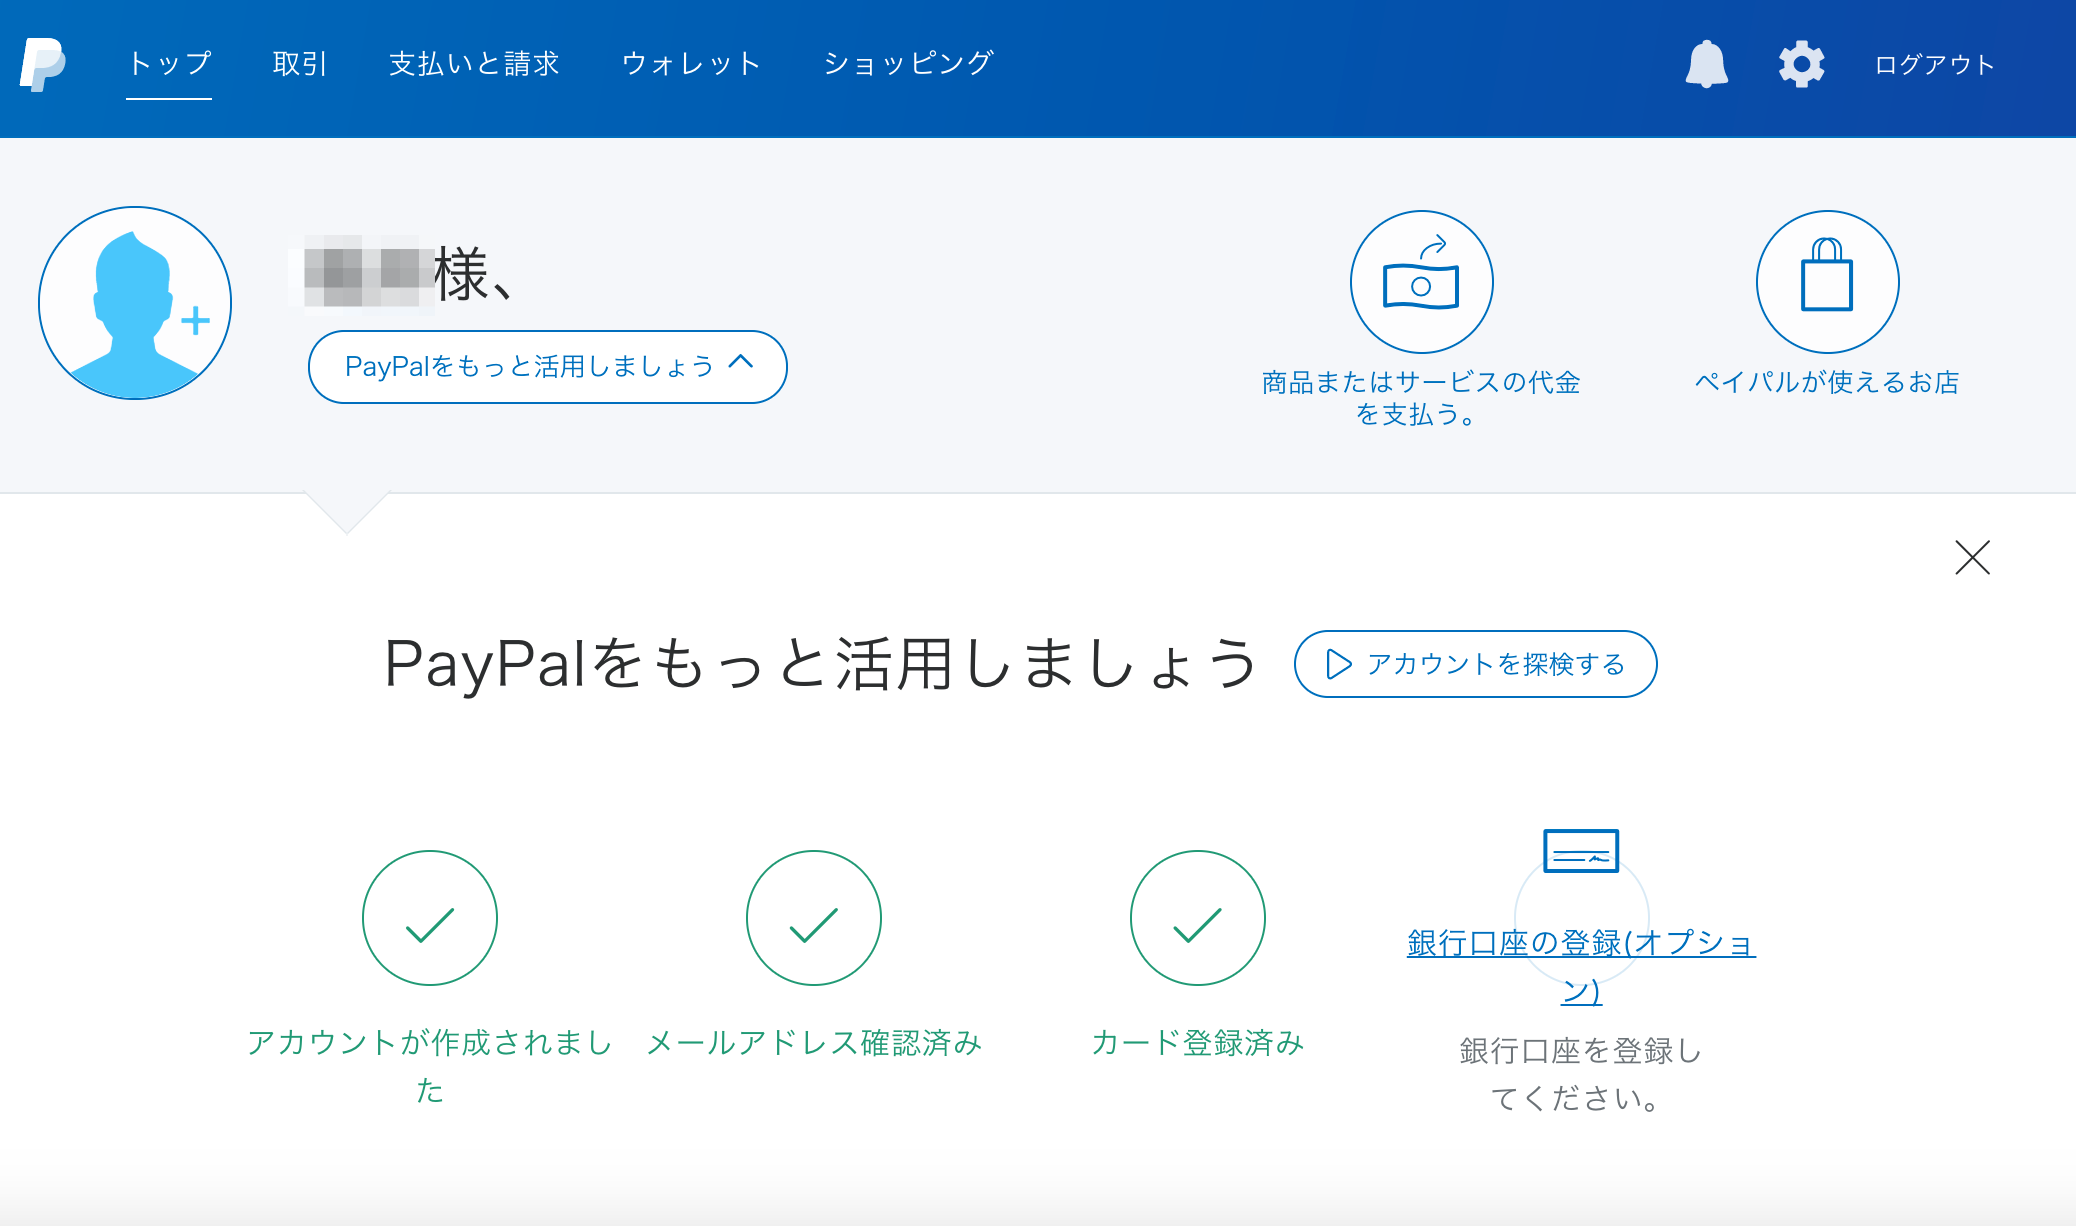 トップ 取引 支払いと請求 ウォレット ショッピング ログアウト
様、
PayPalをもっと活用しましょう
商品またはサービスの代金
を支払う。
ペイパルが使えるお店
PayPalをもっと活用しましょう
アカウントを探検する
アカウントが作成されまし
た
メールアドレス確認済み
カード登録済み
銀行口座の登録(オプショ
ン)
銀行口座を登録し
てください。